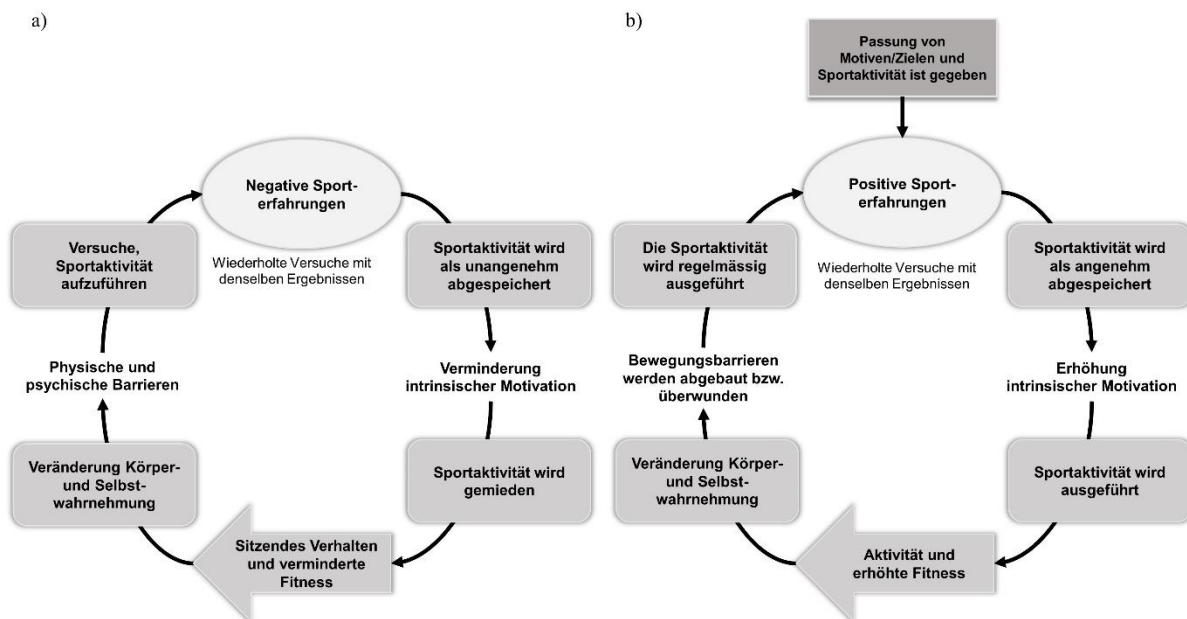 a)
Negative Sport-
erfahrungen
Wiederholte Versuche mit
denselben Ergebnissen
Sportaktivität wird
als unangenehm
abgespeichert
Verminderung
intrinsischer Motivation
Sportaktivität wird
gemieden
Sitzendes Verhalten
und verminderte
Fitness
Veränderung Körper-
und Selbst-
wahrnehmung
Physische und
psychische Barrieren
Versuche,
Sportaktivität
aufzuführen
b)
Passung von
Motiven/Zielen und
Sportaktivität ist gegeben
Positive Sport-
erfahrungen
Wiederholte Versuche mit
denselben Ergebnissen
Sportaktivität wird
als angenehm
abgespeichert
Erhöhung
intrinsischer Motivation
Sportaktivität wird
ausgeführt
Aktivität und
erhöhte Fitness
Veränderung Körper-
und Selbst-
wahrnehmung
Bewegungsbarrieren
werden abgebaut bzw.
überwunden
Die Sportaktivität
wird regelmässig
ausgeführt